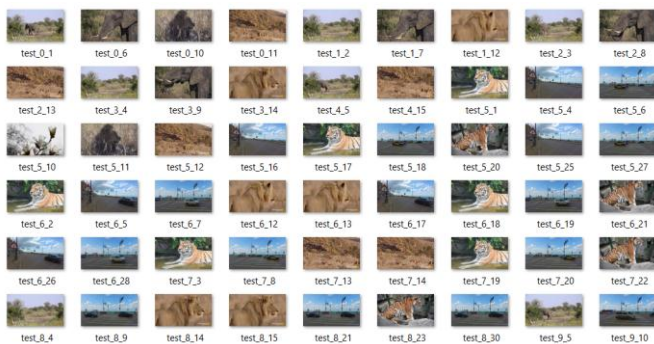 test_0_1 test_0_6 test_0_10 test_0_11 test_1_2 test_1_7 test_1_12 test_2_3 test_2_8
test_2_13 test_3_4 test_3_9 test_3_14 test_4_5 test_4_15 test_5_1 test_5_4 test_5_6
test_5_10 test_5_11 test_5_12 test_5_16 test_5_17 test_5_18 test_5_20 test_5_25 test_5_27
test_6_2 test_6_5 test_6_7 test_6_12 test_6_13 test_6_17 test_6_18 test_6_19 test_6_21
test_6_26 test_6_28 test_7_3 test_7_8 test_7_13 test_7_14 test_7_19 test_7_20 test_7_22
test_8_4 test_8_9 test_8_14 test_8_15 test_8_21 test_8_23 test_8_30 test_9_5 test_9_10